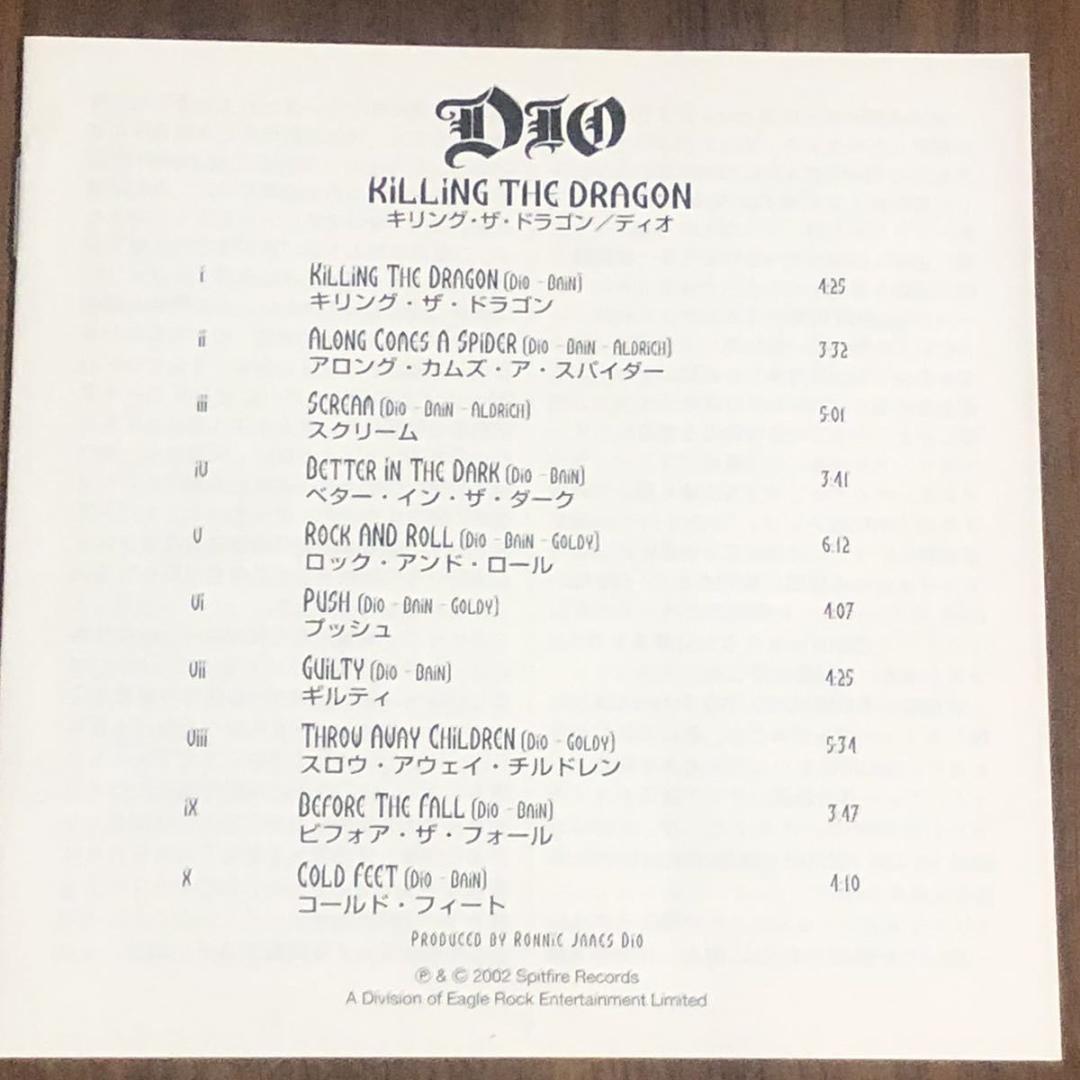 DIO
KiLLiNG THE DRAGON
キリング・ザ・ドラゴン／ディオ
i KiLLiNG THE DRAGON (DiO - BAiN) 4:25
キリング・ザ・ドラゴン
ii ALONG COMES A SPiDER (DiO - BAiN - ALDRiCH) 3:32
アロング・カムズ・ア・スパイダー
iii SCREAM (DiO - BAiN - ALDRiCH) 5:01
スクリーム
iV BETTER iN THE DARK (DiO - BAiN) 3:41
ベター・イン・ザ・ダーク
V ROCK AND ROLL (DiO - BAiN - GOLDY) 6:12
ロック・アンド・ロール
Vi PUSH (DiO - BAiN - GOLDY) 4:07
プッシュ
Vii GUiLTY (DiO - BAiN) 4:25
ギルティ
Viii THROW AWAY CHiLDREN (DiO - GOLDY) 5:34
スロウ・アウェイ・チルドレン
iX BEFORE THE FALL (DiO - BAiN) 3:47
ビフォア・ザ・フォール
X COLD FEET (DiO - BAiN) 4:10
コールド・フィート
PRODUCED BY RONNiE JAMES DiO
℗ & © 2002 Spitfire Records
A Division of Eagle Rock Entertainment Limited